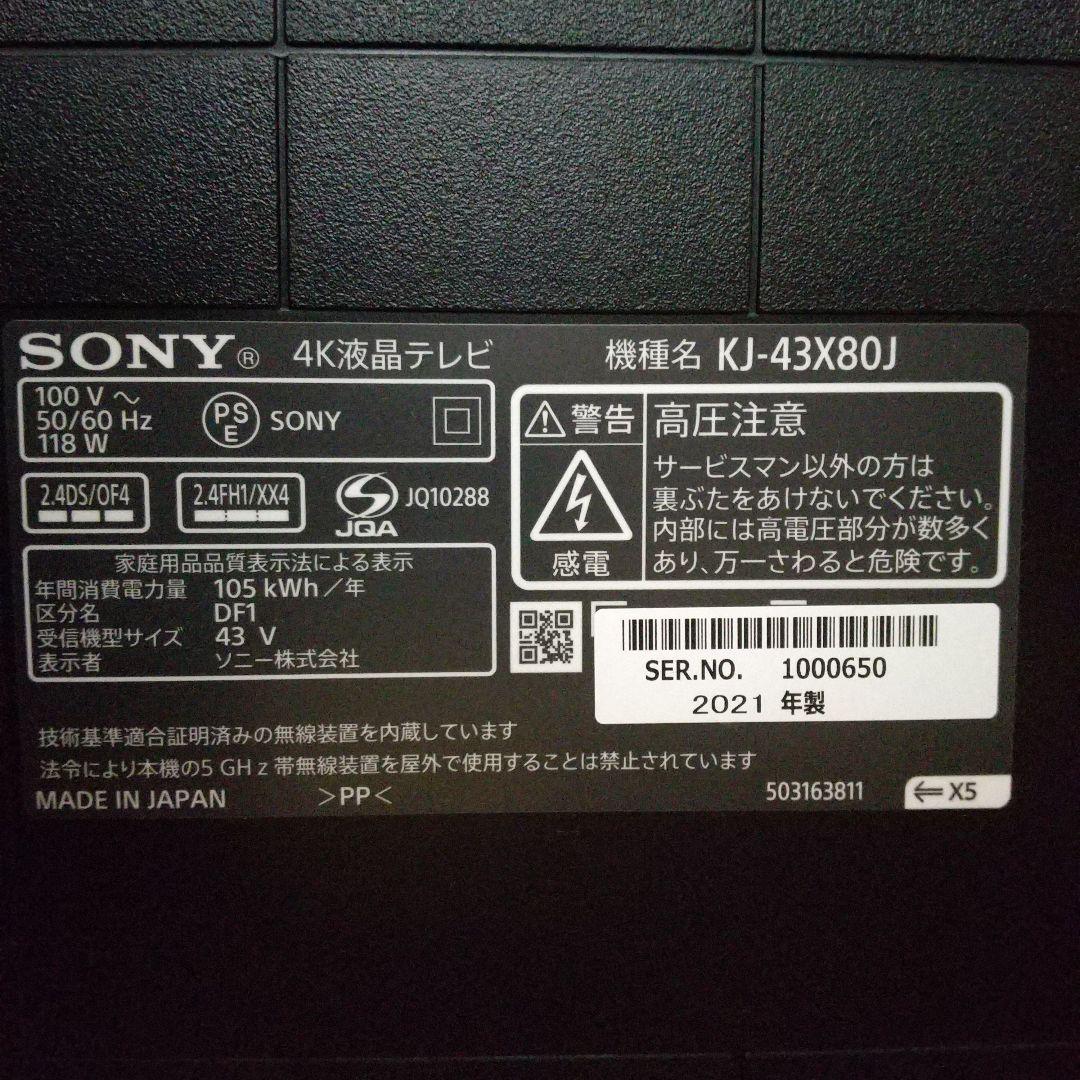 SONY® 4K液晶テレビ 機種名 KJ-43X80J
100 V ～
50/60 Hz
118 W
PS
E
SONY
2.4DS/OF4
2.4FH1/XX4
JQA
JQ10288
家庭用品品質表示法による表示
年間消費電力量 105 kWh／年
区分名 DF1
受信機型サイズ 43 V
表示者 ソニー株式会社
警告
感電
高圧注意
サービスマン以外の方は
裏ぶたをあけないでください。
内部には高電圧部分が数多く
あり、万一さわると危険です。
SER.NO. 1000650
2021 年製
技術基準適合証明済みの無線装置を内蔵しています
法令により本機の5 GHz帯無線装置を屋外で使用することは禁止されています
MADE IN JAPAN >PP< 503163811 X5